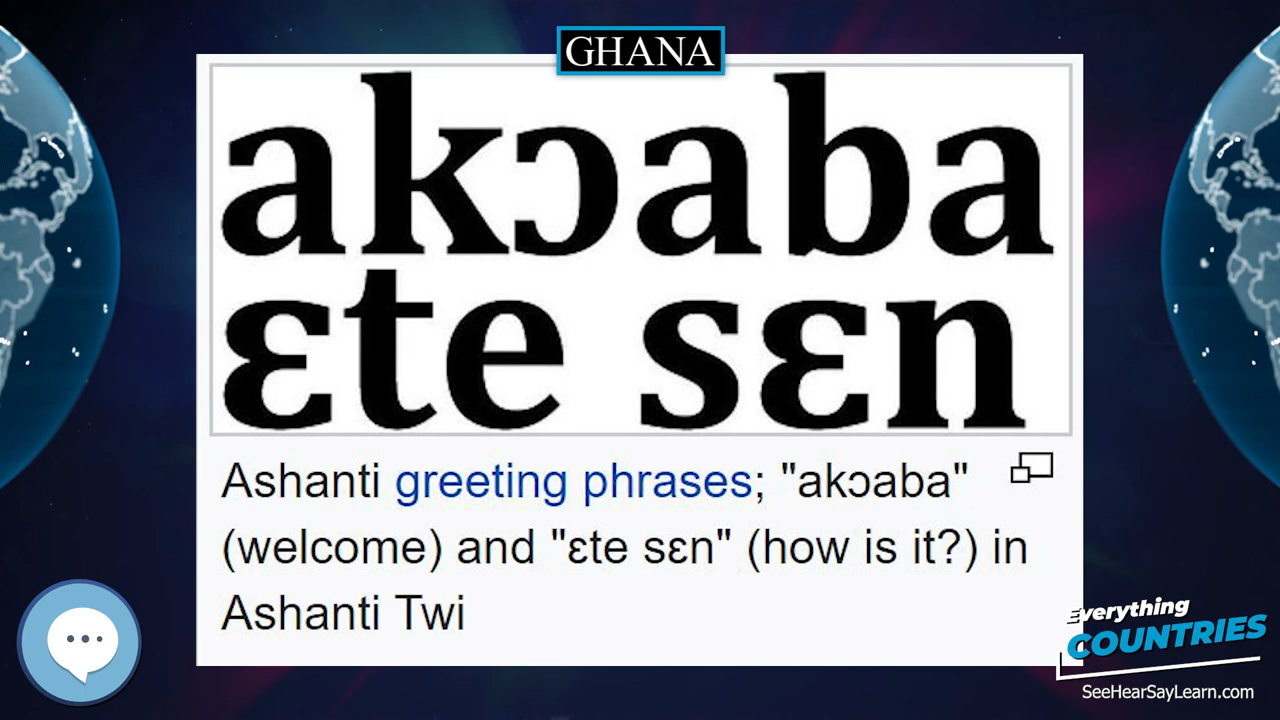 GHANA
akɔaba
ɛte sɛn
Ashanti greeting phrases; "akɔaba"
(welcome) and "ɛte sɛn" (how is it?) in
Ashanti Twi
Everything
COUNTRIES
SeeHearSayLearn.com